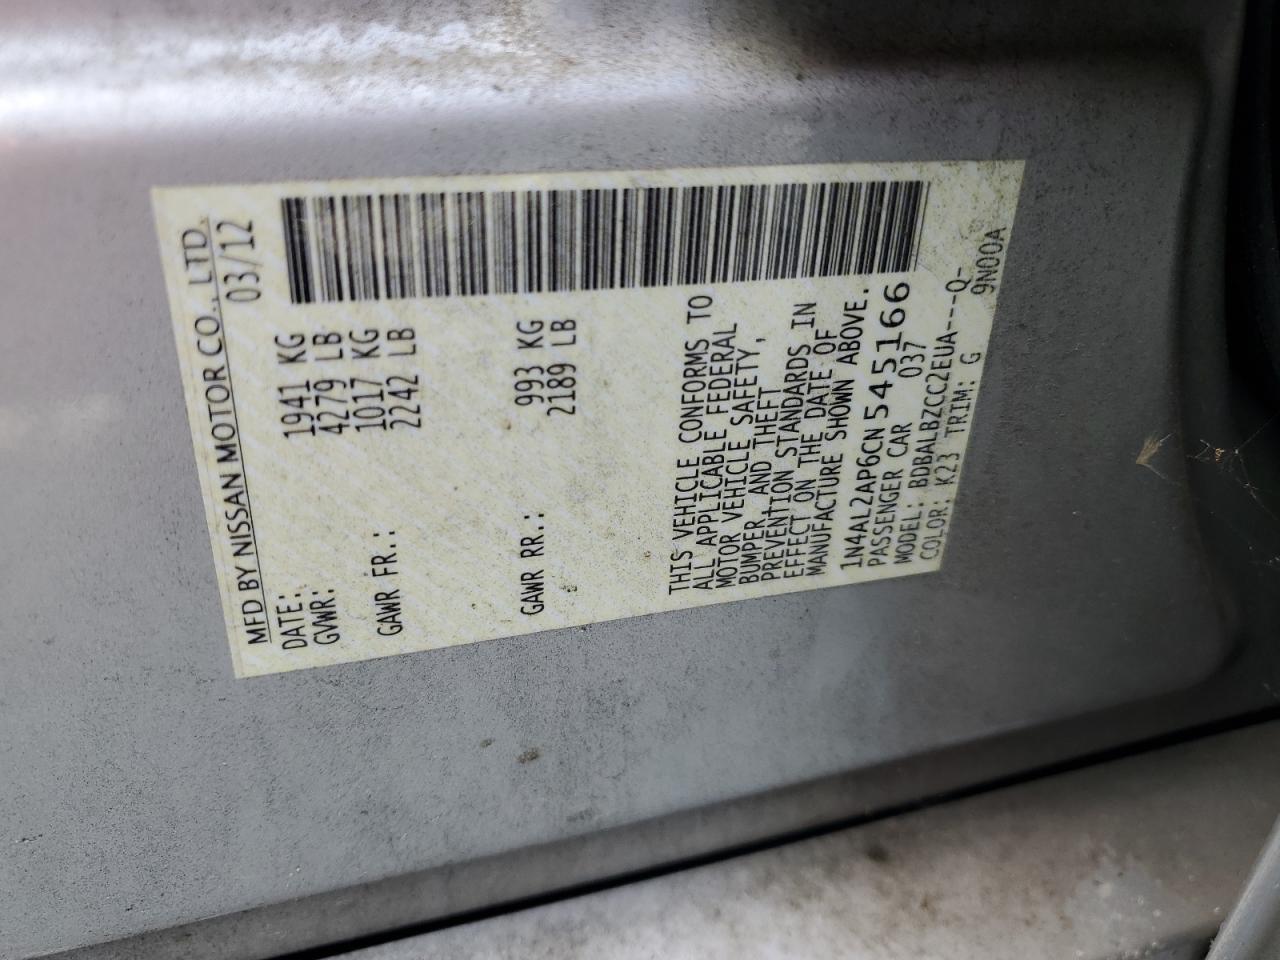 MFD BY NISSAN MOTOR CO., LTD.
DATE: 03/12
GVWR: 1941 KG
4279 LB
GAWR FR.: 1017 KG
2242 LB
GAWR RR.: 993 KG
2189 LB
THIS VEHICLE CONFORMS TO
ALL APPLICABLE FEDERAL
MOTOR VEHICLE SAFETY,
BUMPER, AND THEFT
PREVENTION STANDARDS IN
EFFECT ON THE DATE OF
MANUFACTURE SHOWN ABOVE.
1N4AL2AP6CN545166
PASSENGER CAR 037
MODEL: BDBALBZCC2EUA----Q-
COLOR: K23 TRIM: G 9N00A